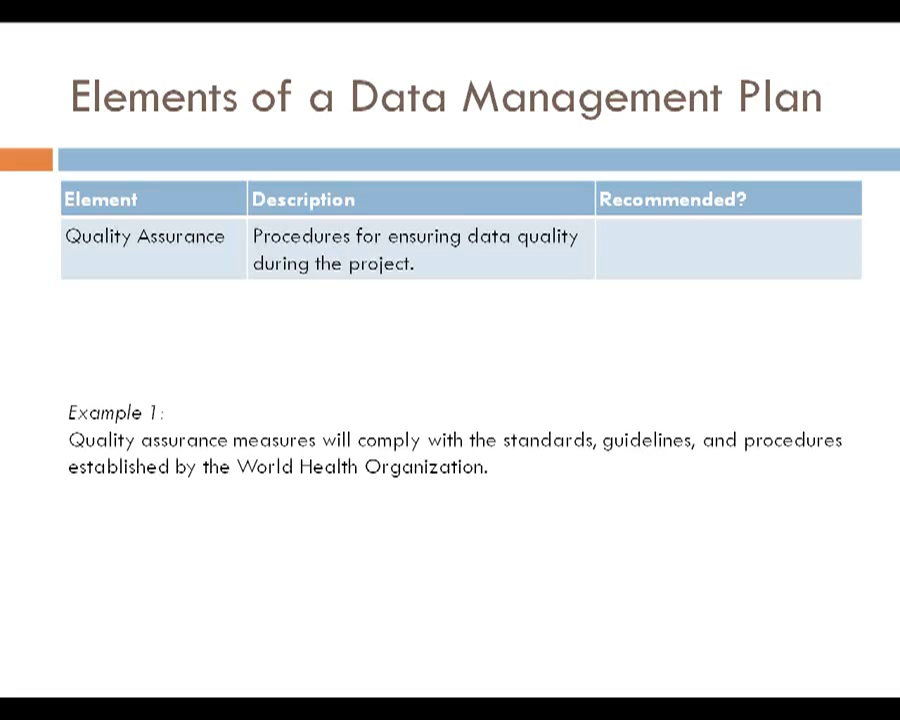 Elements of a Data Management Plan
Element Description Recommended?
Quality Assurance Procedures for ensuring data quality
during the project.
Example 1:
Quality assurance measures will comply with the standards, guidelines, and procedures
established by the World Health Organization.